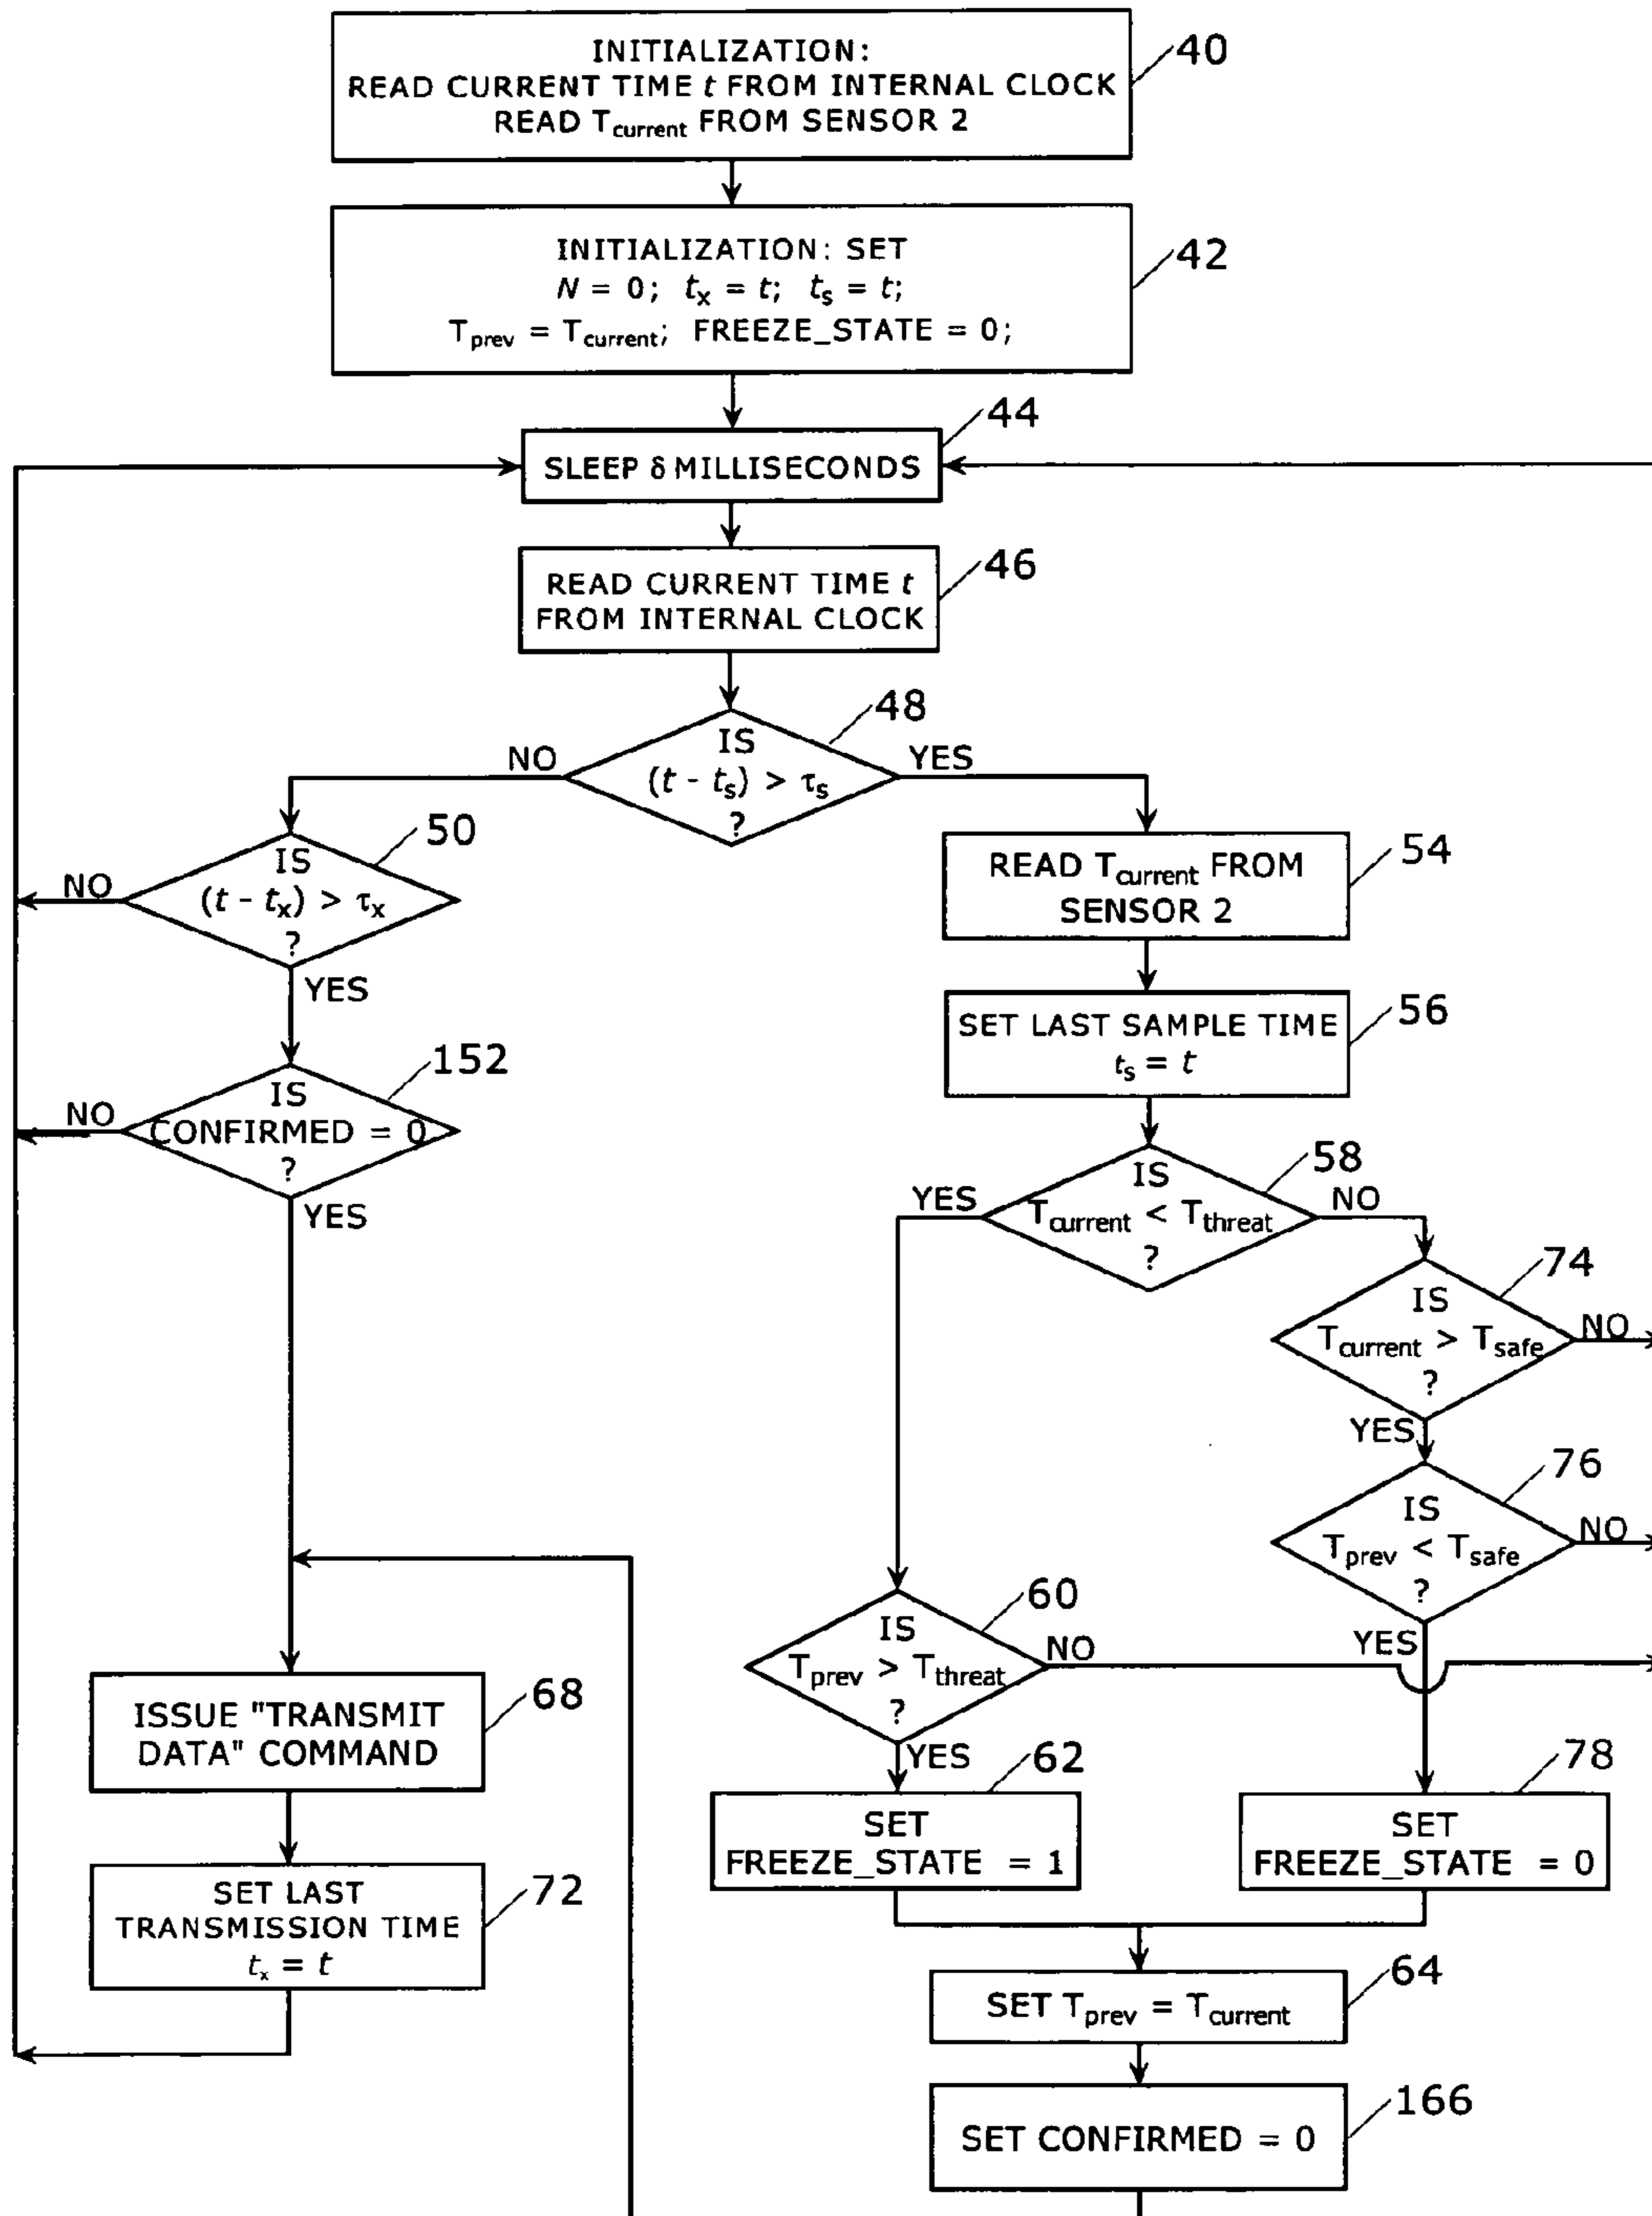 INITIALIZATION:
READ CURRENT TIME t FROM INTERNAL CLOCK
READ Tcurrent FROM SENSOR 2
40
INITIALIZATION: SET
N = 0; tx = t; ts = t;
Tprev = Tcurrent; FREEZE_STATE = 0;
42
SLEEP δ MILLISECONDS
44
READ CURRENT TIME t
FROM INTERNAL CLOCK
46
IS
(t - ts) > τs
?
48
NO
YES
IS
(t - tx) > τx
?
50
NO
YES
READ Tcurrent FROM
SENSOR 2
54
SET LAST SAMPLE TIME
ts = t
56
IS
CONFIRMED = 0
?
152
NO
YES
IS
Tcurrent < Tthreat
?
58
YES
NO
IS
Tcurrent > Tsafe
?
74
NO
YES
IS
Tprev < Tsafe
?
76
NO
YES
IS
Tprev > Tthreat
?
60
NO
YES
ISSUE "TRANSMIT
DATA" COMMAND
68
SET
FREEZE_STATE = 1
62
SET
FREEZE_STATE = 0
78
SET LAST
TRANSMISSION TIME
tx = t
72
SET Tprev = Tcurrent
64
SET CONFIRMED = 0
166